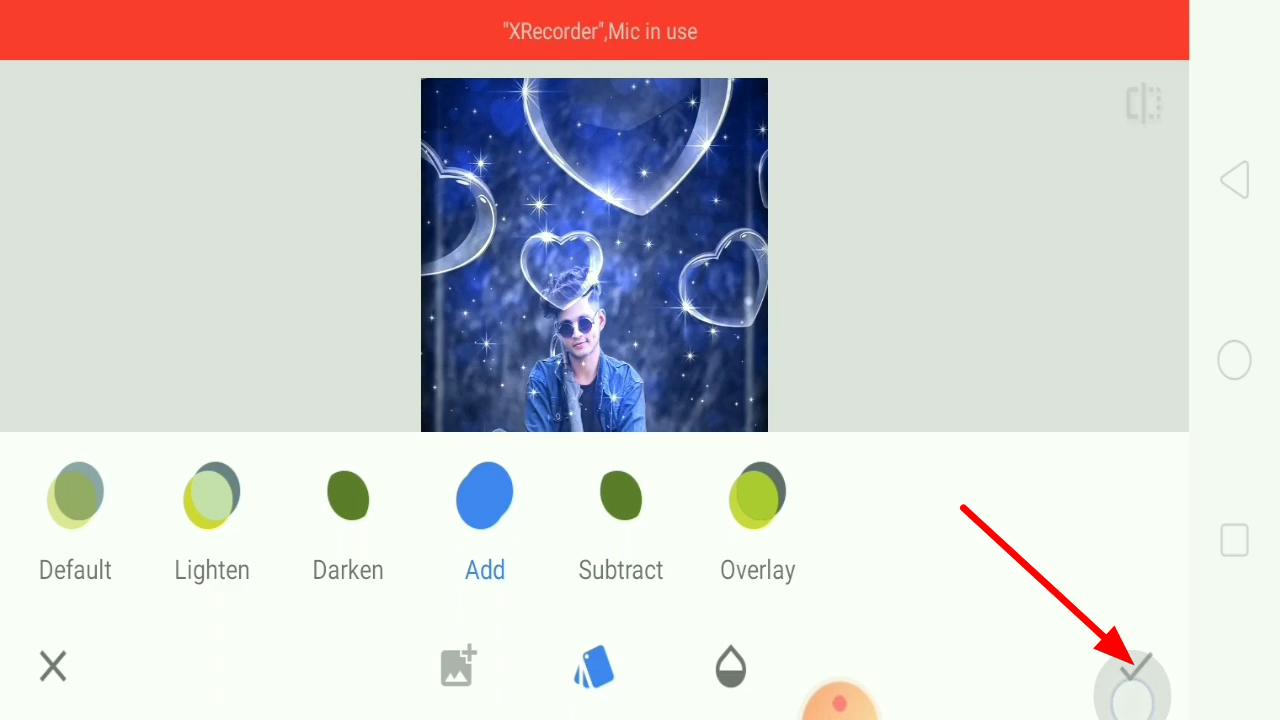 "XRecorder",Mic in use
Default Lighten Darken Add Subtract Overlay